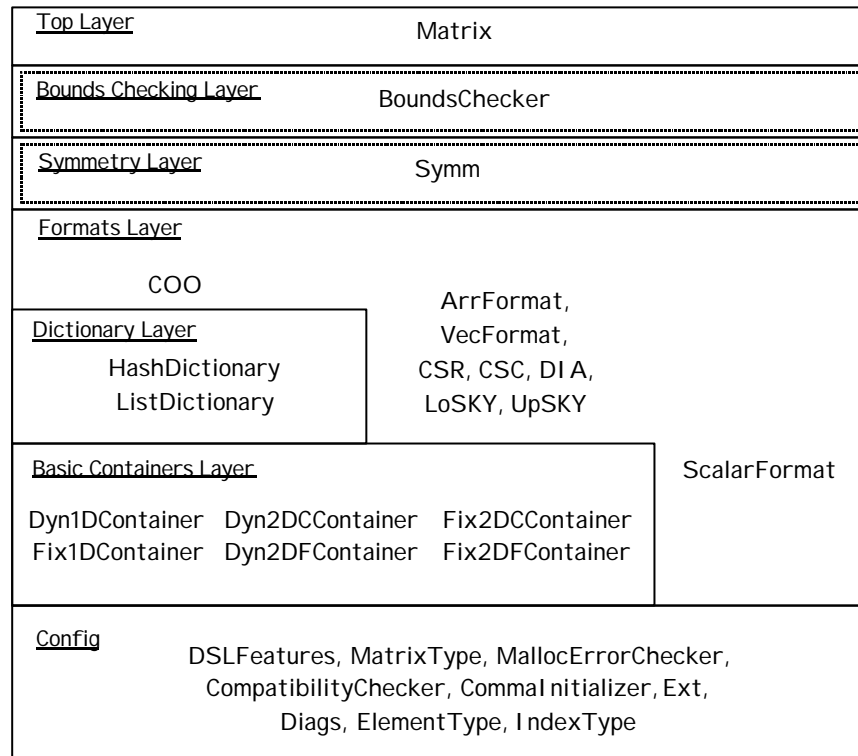 Top Layer
Matrix
Bounds Checking Layer
BoundsChecker
Symmetry Layer
Symm
Formats Layer
COO
ArrFormat,
VecFormat,
CSR, CSC, DIA,
LoSKY, UpSKY
Dictionary Layer
HashDictionary
ListDictionary
ScalarFormat
Basic Containers Layer
Dyn1DContainer Dyn2DCContainer Fix2DCContainer
Fix1DContainer Dyn2DFContainer Fix2DFContainer
Config
DSLFeatures, MatrixType, MallocErrorChecker,
CompatibilityChecker, CommaInitializer, Ext,
Diags, ElementType, IndexType